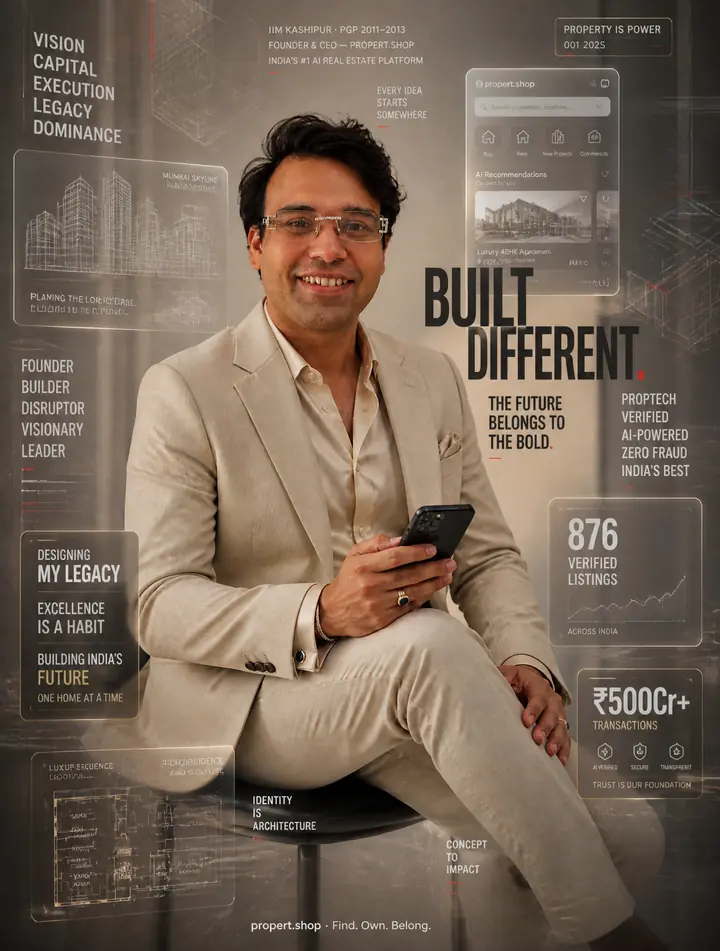 VISION
CAPITAL
EXECUTION
LEGACY
DOMINANCE
IIM KASHIPUR · PGP 2011–2013
FOUNDER & CEO — PROPERT.SHOP
INDIA'S #1 AI REAL ESTATE PLATFORM
PROPERTY IS POWER
001 2025
EVERY IDEA
STARTS
SOMEWHERE
propert.shop
Buy
Rent
New Projects
Commercial
AI Recommendations
Luxury 4BHK
MUMBAI SKYLINE
BUILT
DIFFERENT.
THE FUTURE
BELONGS TO
THE BOLD.
FOUNDER
BUILDER
DISRUPTOR
VISIONARY
LEADER
PROPTECH
VERIFIED
AI-POWERED
ZERO FRAUD
INDIA'S BEST
DESIGNING
MY LEGACY
EXCELLENCE
IS A HABIT
BUILDING INDIA'S
FUTURE
ONE HOME AT A TIME
876
VERIFIED
LISTINGS
ACROSS INDIA
₹500Cr+
TRANSACTIONS
AI VERIFIED
SECURE
TRANSPARENT
TRUST IS OUR FOUNDATION
IDENTITY
IS
ARCHITECTURE
CONCEPT
TO
IMPACT
propert.shop · Find. Own. Belong.